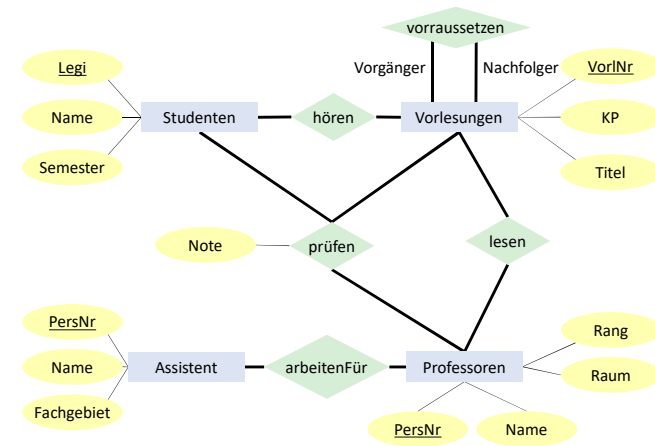 vorraussetzen
Vorgänger
Nachfolger
Legi
VorlNr
Name
Studenten
hören
Vorlesungen
KP
Semester
Titel
Note
prüfen
lesen
PersNr
Rang
Name
Assistent
arbeitenFür
Professoren
Raum
Fachgebiet
PersNr
Name